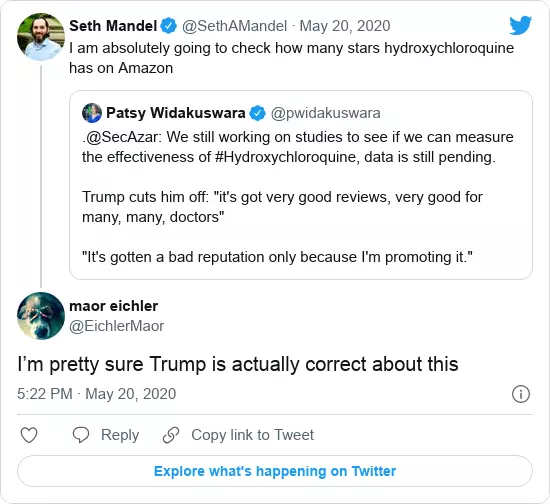 Seth Mandel @SethAMandel · May 20, 2020
I am absolutely going to check how many stars hydroxychloroquine
has on Amazon
Patsy Widakuswara @pwidakuswara
.@SecAzar: We still working on studies to see if we can measure
the effectiveness of #Hydroxychloroquine, data is still pending.
Trump cuts him off: "it's got very good reviews, very good for
many, many, doctors"
"It's gotten a bad reputation only because I'm promoting it."
maor eichler
@EichlerMaor
I’m pretty sure Trump is actually correct about this
5:22 PM · May 20, 2020
Reply Copy link to Tweet
Explore what's happening on Twitter